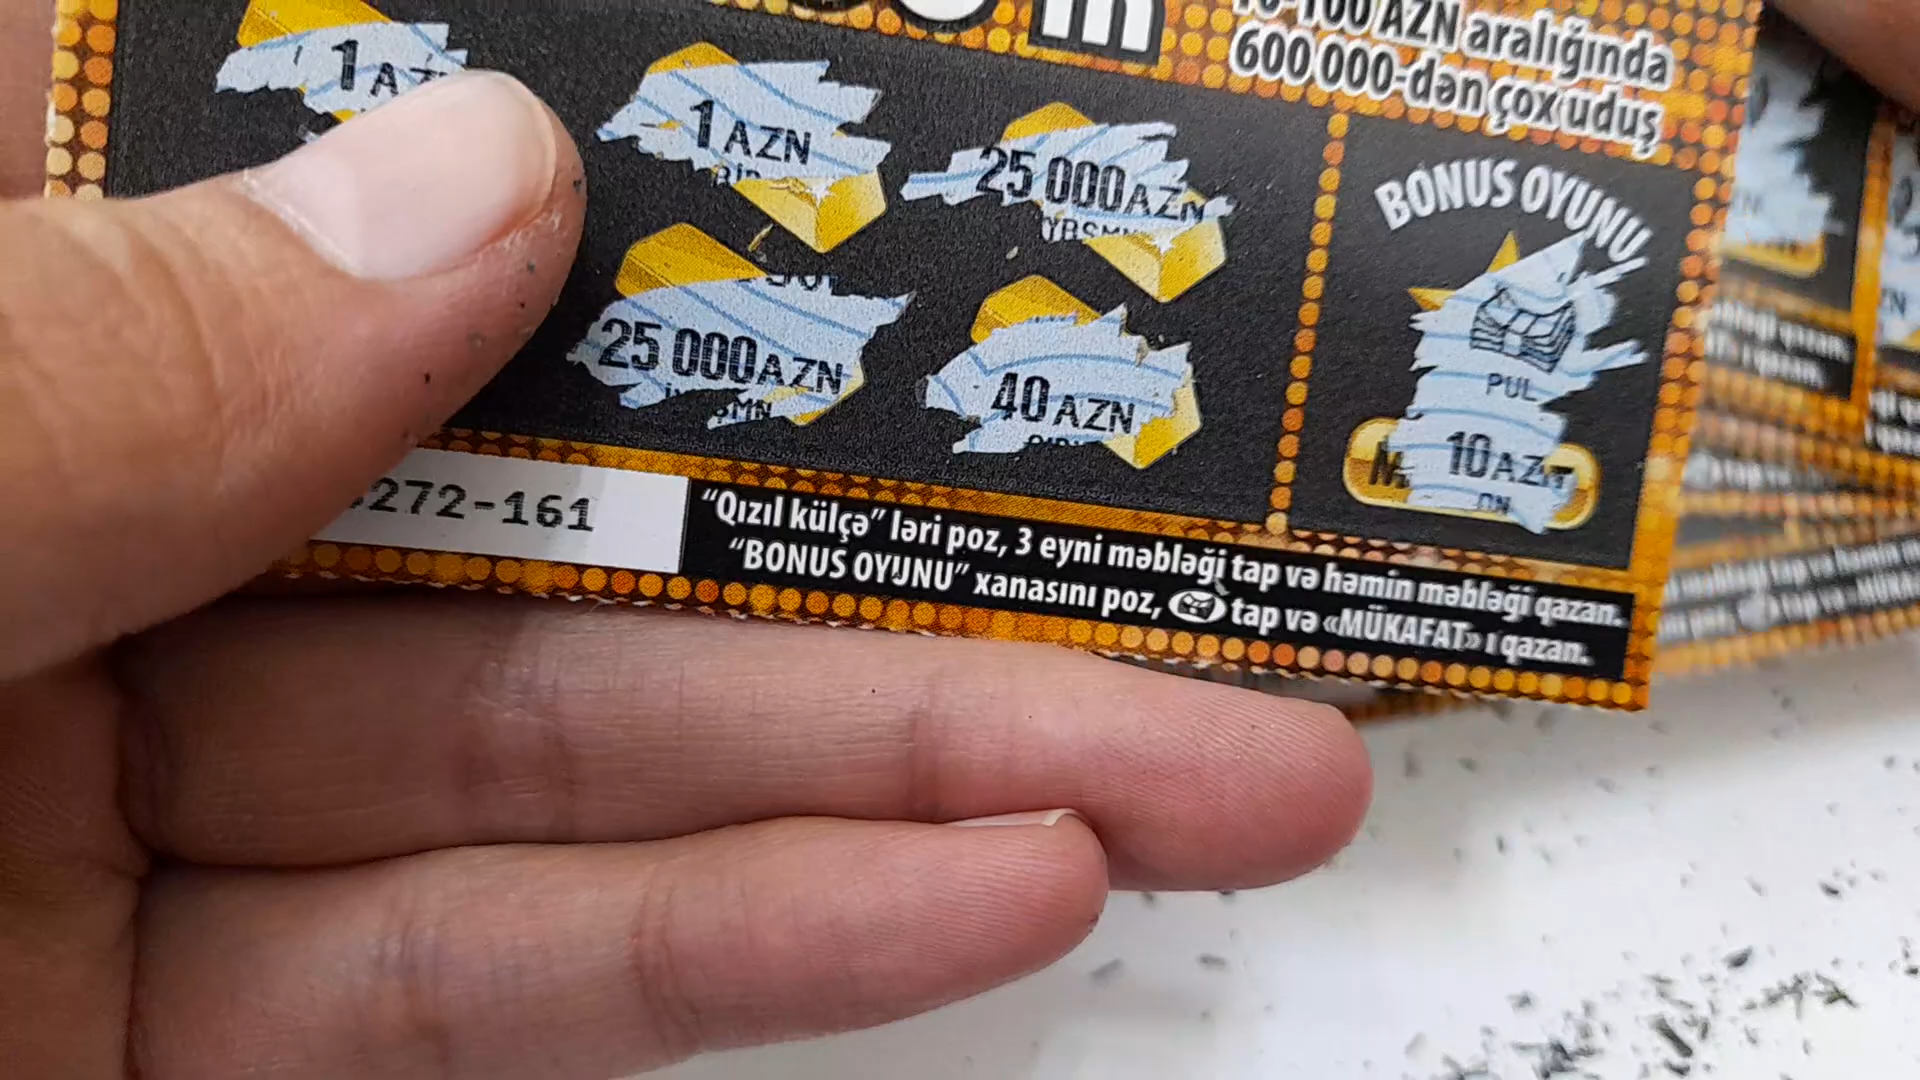 m
100 AZN aralığında
600 000-dən çox uduş
1
1 AZN
25 000 AZN
25 000 AZN
40 AZN
BONUS OYUNU
PUL
10 AZN
272-161
“Qızıl külçə” ləri poz, 3 eyni məbləği tap və həmin məbləği qazan.
“BONUS OYUNU” xanasını poz, tap və «MÜKAFAT» ı qazan.